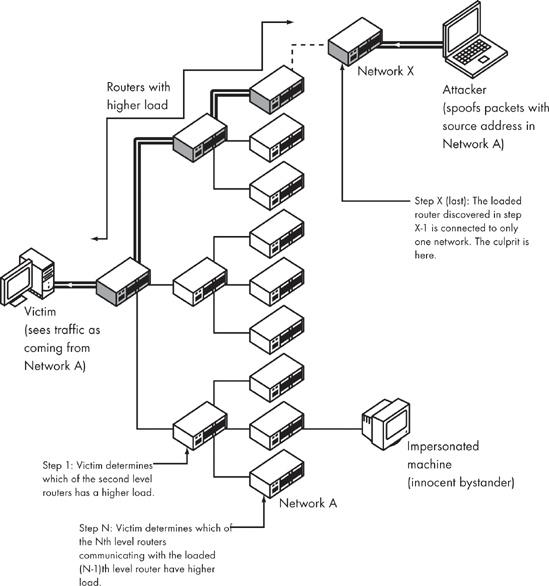 Network X
Routers with
higher load
Attacker
(spoofs packets with
source address in
Network A)
Step X (last): The loaded
router discovered in step
X-1 is connected to only
one network. The culprit is
here.
Victim
(sees traffic as
coming from
Network A)
Impersonated
machine
(innocent bystander)
Step 1: Victim determines
which of the second level
routers has a higher load.
Network A
Step N: Victim determines which of
the Nth level routers
communicating with the loaded
(N-1)th level router have higher
load.